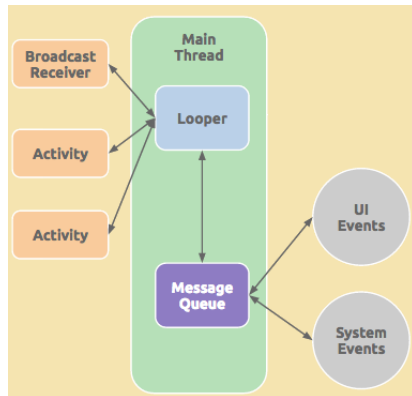 Main
Thread
Broadcast
Receiver
Looper
Activity
Activity
UI
Events
Message
Queue
System
Events